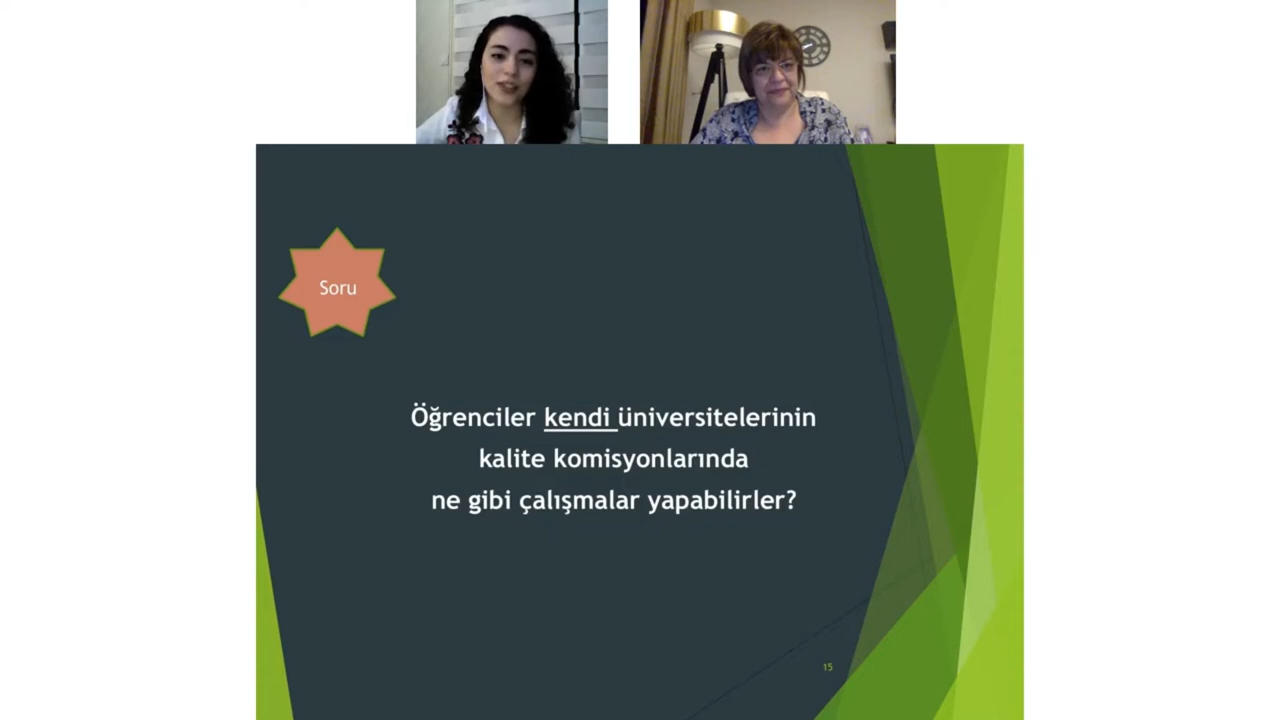 Soru
Öğrenciler kendi üniversitelerinin
kalite komisyonlarında
ne gibi çalışmalar yapabilirler?
15